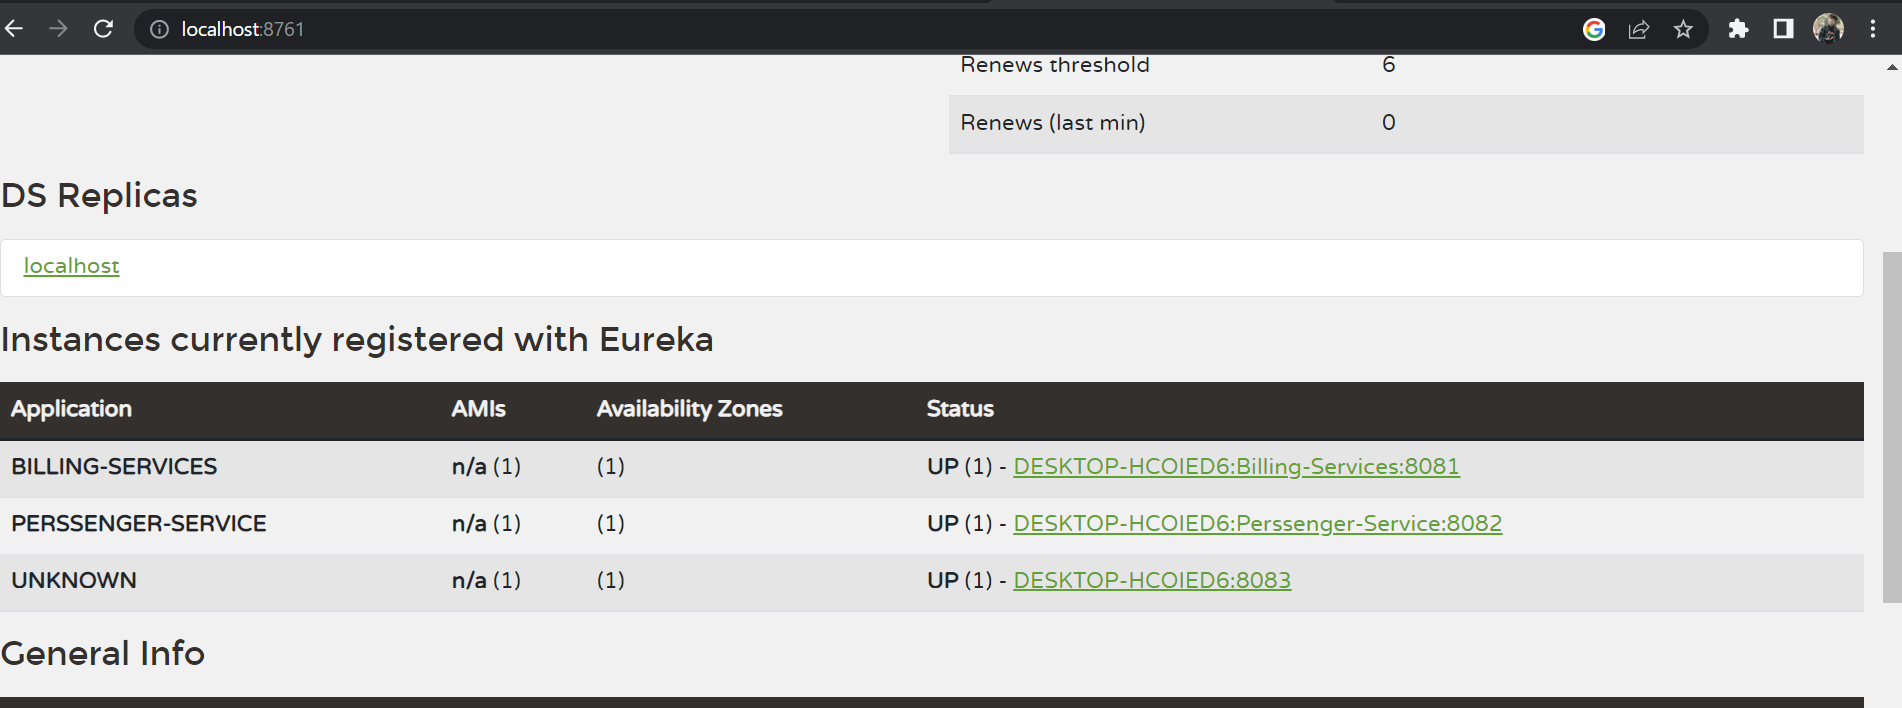 localhost:8761
Renews threshold 6
Renews (last min) 0
DS Replicas
localhost
Instances currently registered with Eureka
Application AMIs Availability Zones Status
BILLING-SERVICES n/a (1) (1) UP (1) - DESKTOP-HCOIED6:Billing-Services:8081
PERSSENGER-SERVICE n/a (1) (1) UP (1) - DESKTOP-HCOIED6:Perssenger-Service:8082
UNKNOWN n/a (1) (1) UP (1) - DESKTOP-HCOIED6:8083
General Info